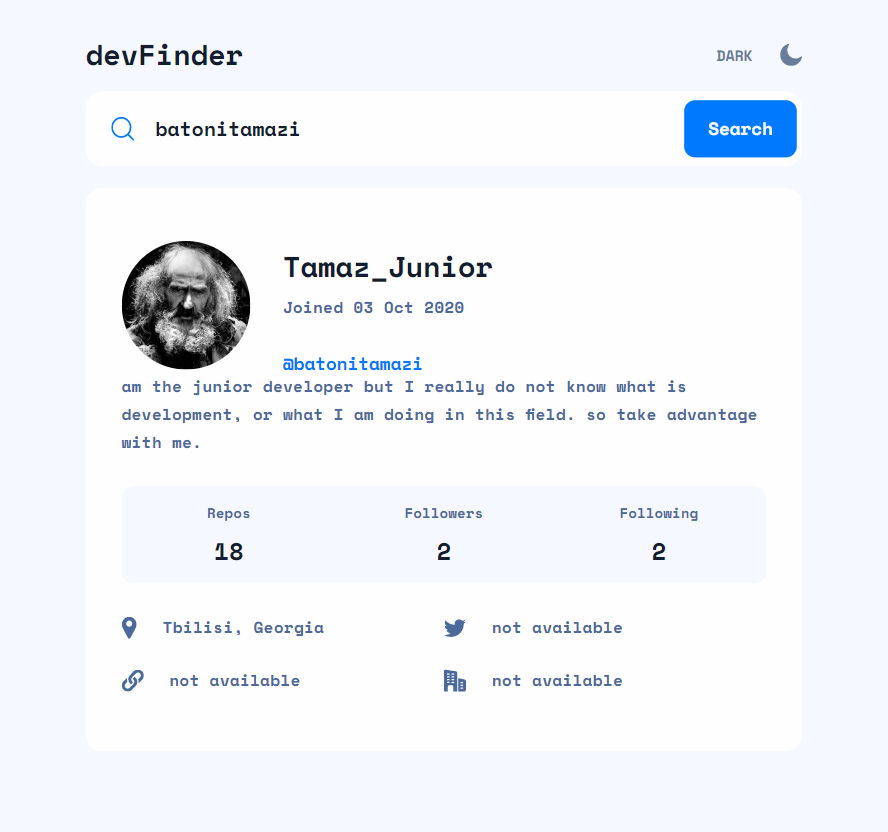 devFinder
DARK
batonitamazi
Search
Tamaz_Junior
Joined 03 Oct 2020
@batonitamazi
am the junior developer but I really do not know what is
development, or what I am doing in this field. so take advantage
with me.
Repos Followers Following
18 2 2
Tbilisi, Georgia not available
not available not available